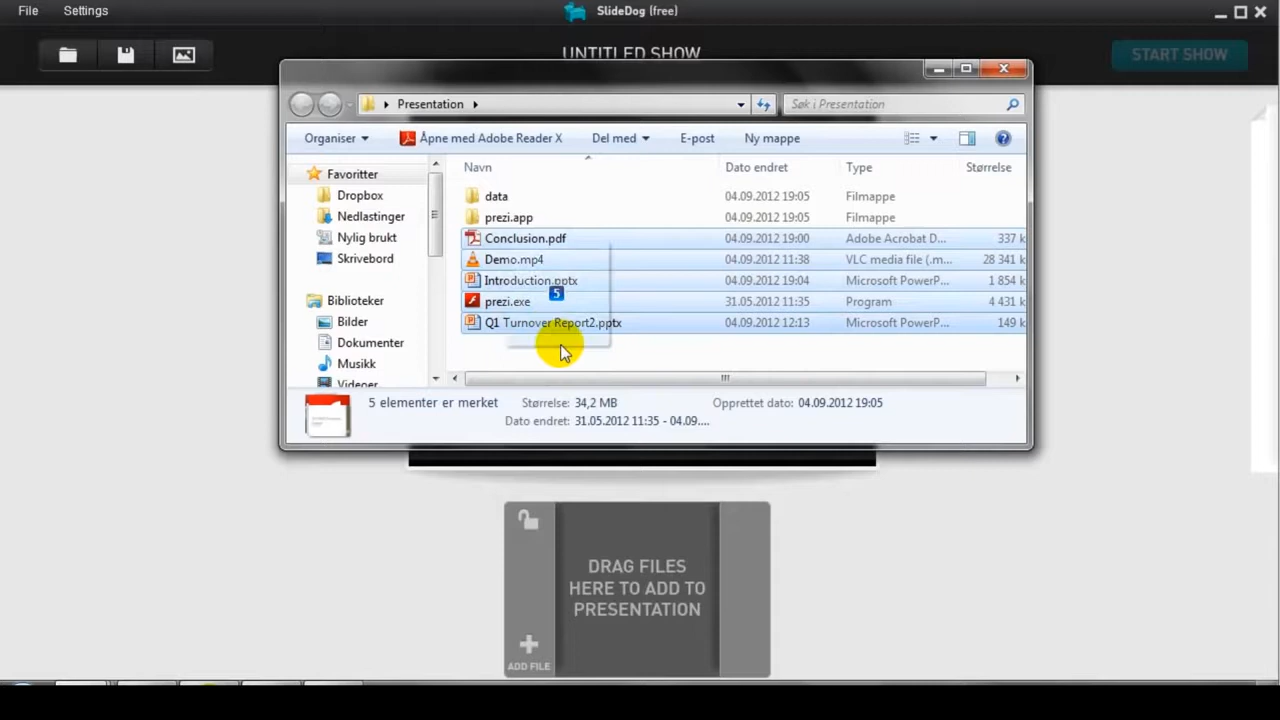 File Settings SlideDog (free)
UNTITLED SHOW START SHOW
Presentation Søk i Presentation
Organiser Åpne med Adobe Reader X Del med E-post Ny mappe
Navn Dato endret Type Størrelse
Favoritter
Dropbox
Nedlastinger
Nylig brukt
Skrivebord
Biblioteker
Bilder
Dokumenter
Musikk
Videoer
data 04.09.2012 19:05 Filmappe
prezi.app 04.09.2012 19:05 Filmappe
Conclusion.pdf 04.09.2012 19:00 Adobe Acrobat D... 337 k
Demo.mp4 04.09.2012 11:38 VLC media file (.m... 28 341 k
Introduction.pptx 04.09.2012 19:04 Microsoft PowerP... 1 854 k
5
prezi.exe 31.05.2012 11:35 Program 4 431 k
Q1 Turnover Report2.pptx 04.09.2012 12:13 Microsoft PowerP... 149 k
5 elementer er merket Størrelse: 34,2 MB Opprettet dato: 04.09.2012 19:05
Dato endret: 31.05.2012 11:35 - 04.09....
DRAG FILES
HERE TO ADD TO
PRESENTATION
ADD FILE